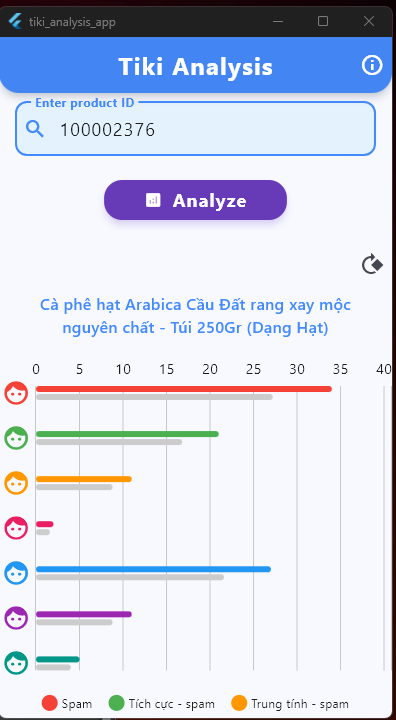 tiki_analysis_app
Tiki Analysis
Enter product ID
100002376
Analyze
Cà phê hạt Arabica Cầu Đất rang xay mộc
nguyên chất - Túi 250Gr (Dạng Hạt)
0 5 10 15 20 25 30 35 40
Spam Tích cực - spam Trung tính - spam